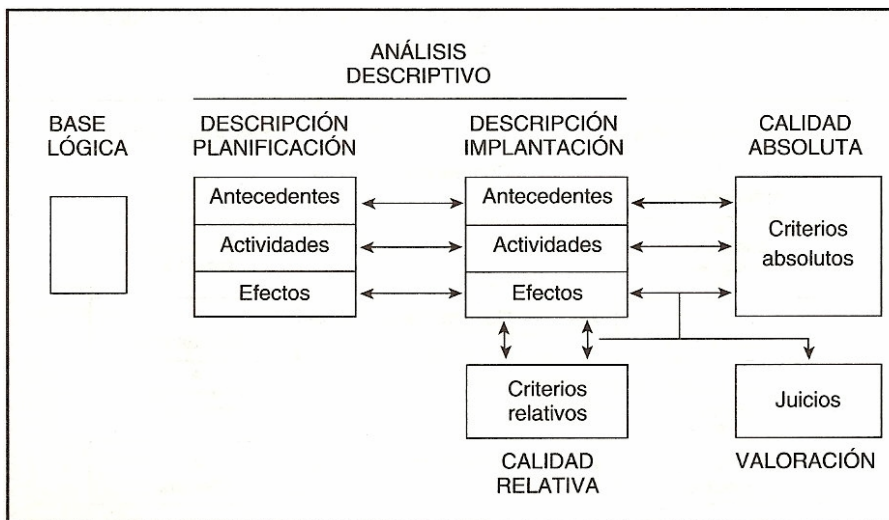 ANÁLISIS
DESCRIPTIVO
BASE
LÓGICA
DESCRIPCIÓN
PLANIFICACIÓN
DESCRIPCIÓN
IMPLANTACIÓN
CALIDAD
ABSOLUTA
Antecedentes
Actividades
Efectos
Antecedentes
Actividades
Efectos
Criterios
absolutos
Criterios
relativos
Juicios
CALIDAD
RELATIVA
VALORACIÓN